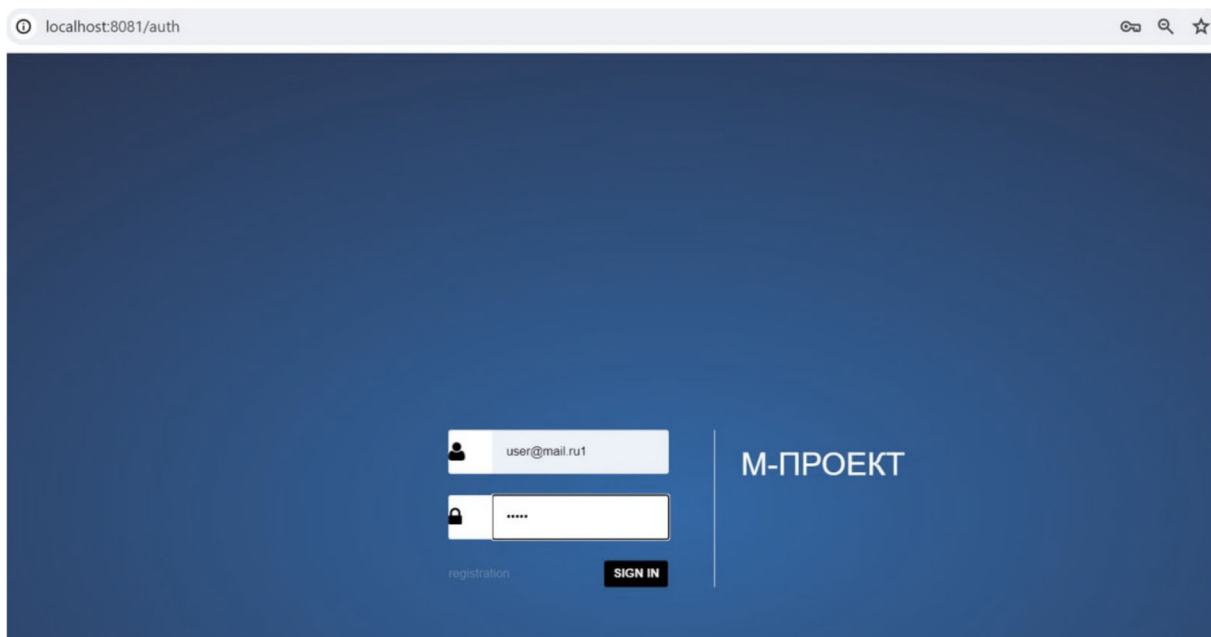 localhost:8081/auth
user@mail.ru1
•••••
М-ПРОЕКТ
registration
SIGN IN